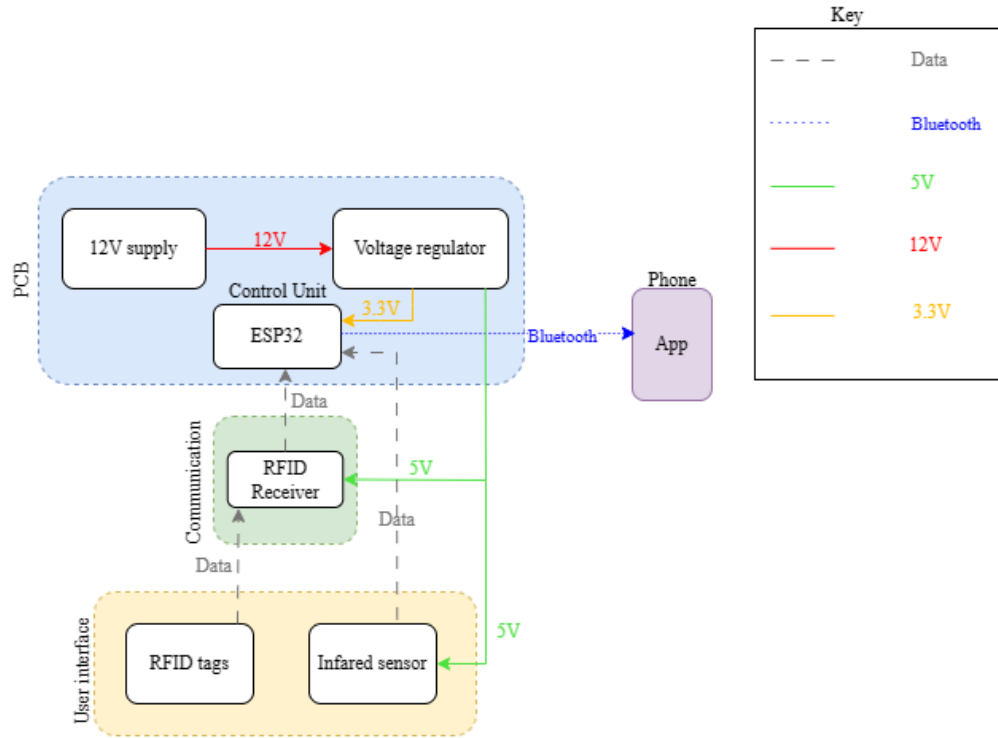 Key
Data
Bluetooth
5V
12V
3.3V
PCB
12V supply
12V
Voltage regulator
Control Unit
3.3V
ESP32
Bluetooth
Phone
App
Data
Communication
RFID
Receiver
5V
Data
Data
User interface
RFID tags
Infared sensor
5V